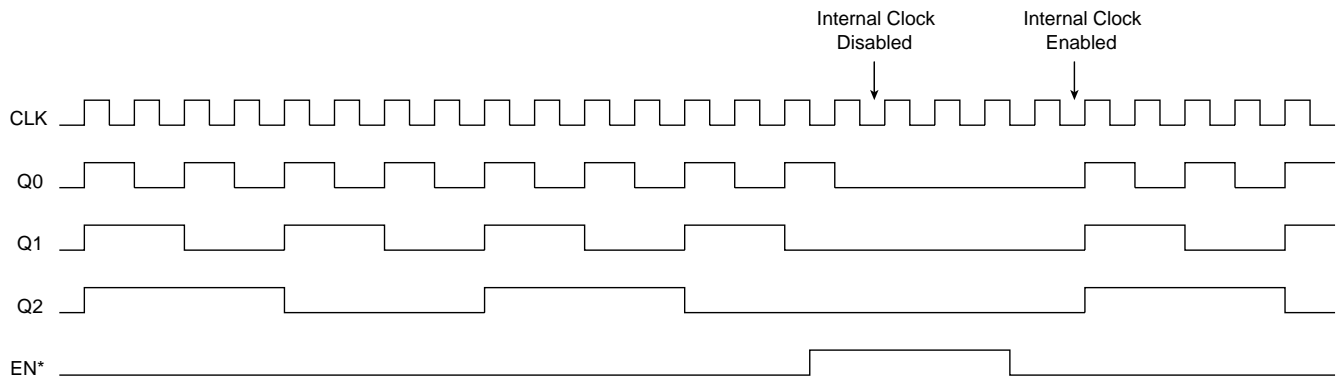 Internal Clock
Disabled
Internal Clock
Enabled
CLK
Q0
Q1
Q2
EN*